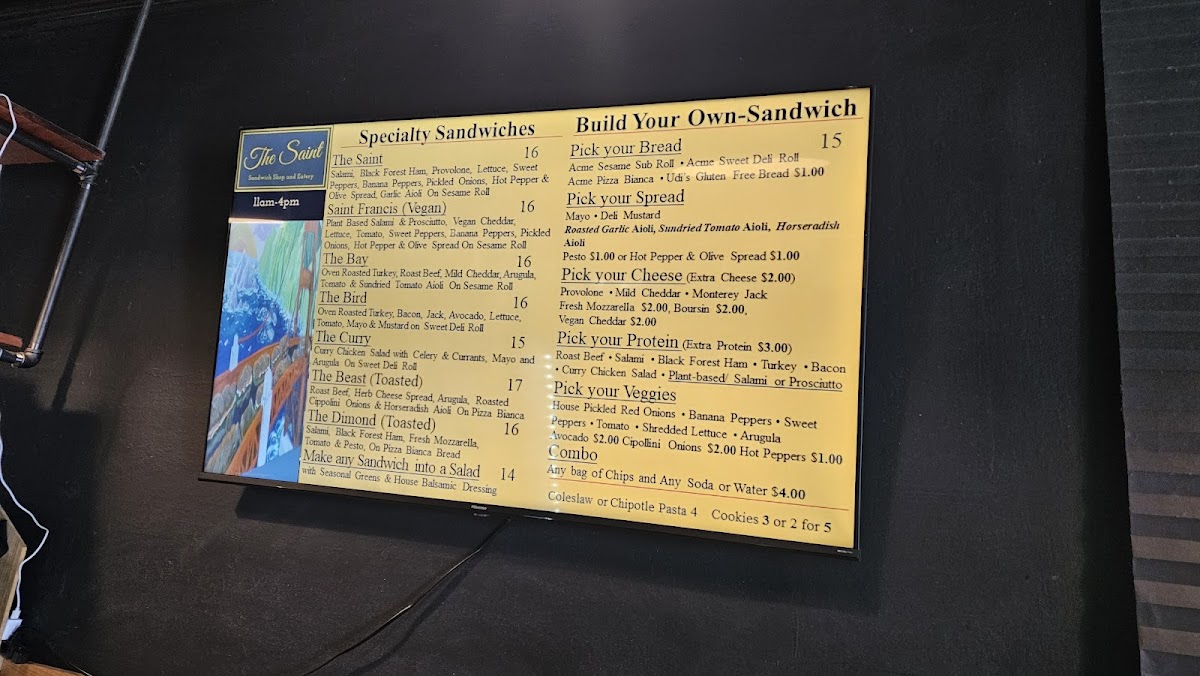 The Saint
Sandwich Shop and Eatery
11am-4pm
Specialty Sandwiches
The Saint 16
Salami, Black Forest Ham, Provolone, Lettuce, Sweet
Peppers, Banana Peppers, Pickled Onions, Hot Pepper &
Olive Spread, Garlic Aioli On Sesame Roll
Saint Francis (Vegan) 16
Plant Based Salami & Prosciutto, Vegan Cheddar,
Lettuce, Tomato, Sweet Peppers, Banana Peppers, Pickled
Onions, Hot Pepper & Olive Spread On Sesame Roll
The Bay 16
Oven Roasted Turkey, Roast Beef, Mild Cheddar, Arugula,
Tomato & Sundried Tomato Aioli On Sesame Roll
The Bird 16
Oven Roasted Turkey, Bacon, Jack, Avocado, Lettuce,
Tomato, Mayo & Mustard on Sweet Deli Roll
The Curry 15
Curry Chicken Salad with Celery & Currants, Mayo and
Arugula On Sweet Deli Roll
The Beast (Toasted) 17
Roast Beef, Herb Cheese Spread, Arugula, Roasted
Cippolini Onions & Horseradish Aioli On Pizza Bianca
The Dimond (Toasted) 16
Salami, Black Forest Ham, Fresh Mozzarella,
Tomato & Pesto, On Pizza Bianca Bread
Make any Sandwich into a Salad 14
with Seasonal Greens & House Balsamic Dressing
Build Your Own-Sandwich
Pick your Bread 15
Acme Sesame Sub Roll • Acme Sweet Deli Roll
Acme Pizza Bianca • Udi's Gluten Free Bread $1.00
Pick your Spread
Mayo • Deli Mustard
Roasted Garlic Aioli, Sundried Tomato Aioli, Horseradish
Aioli
Pesto $1.00 or Hot Pepper & Olive Spread $1.00
Pick your Cheese (Extra Cheese $2.00)
Provolone • Mild Cheddar • Monterey Jack
Fresh Mozzarella $2.00, Boursin $2.00,
Vegan Cheddar $2.00
Pick your Protein (Extra Protein $3.00)
Roast Beef • Salami • Black Forest Ham • Turkey • Bacon
• Curry Chicken Salad • Plant-based/ Salami or Prosciutto
Pick your Veggies
House Pickled Red Onions • Banana Peppers • Sweet
Peppers • Tomato • Shredded Lettuce • Arugula
Avocado $2.00 Cipollini Onions $2.00 Hot Peppers $1.00
Combo
Any bag of Chips and Any Soda or Water $4.00
Coleslaw or Chipotle Pasta 4 Cookies 3 or 2 for 5
Hisense